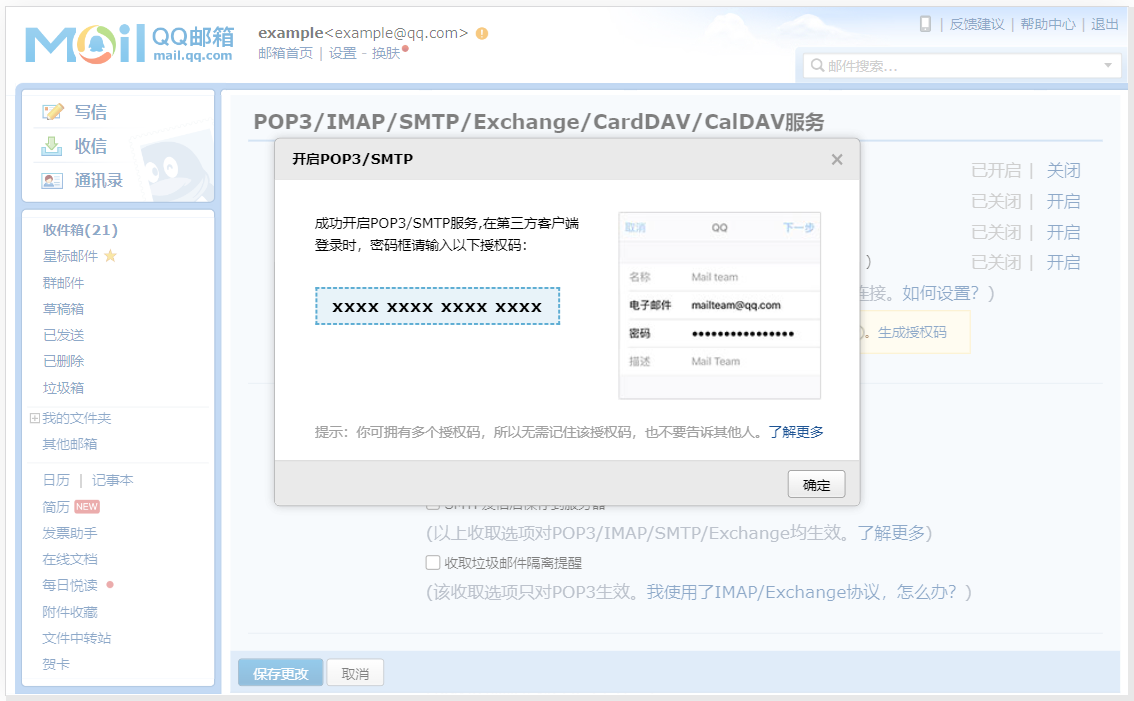 Mail QQ邮箱 mail.qq.com
example<example@qq.com>
邮箱首页 | 设置 - 换肤
反馈建议 | 帮助中心 | 退出
邮件搜索...
写信
收信
通讯录
收件箱(21)
星标邮件
群邮件
草稿箱
已发送
已删除
垃圾箱
我的文件夹
其他邮箱
日历 | 记事本
简历 NEW
发票助手
在线文档
每日悦读
附件收藏
文件中转站
贺卡
POP3/IMAP/SMTP/Exchange/CardDAV/CalDAV服务
已开启 | 关闭
已关闭 | 开启
已关闭 | 开启
) 已关闭 | 开启
连接。如何设置? )
)。生成授权码
开启POP3/SMTP
成功开启POP3/SMTP服务,在第三方客户端
登录时，密码框请输入以下授权码：
xxxx xxxx xxxx xxxx
取消 QQ 下一步
名称 Mail team
电子邮件 mailteam@qq.com
密码 ●●●●●●●●●●●●●●●●
描述 Mail Team
提示：你可拥有多个授权码，所以无需记住该授权码，也不要告诉其他人。了解更多
确定
SMTP发信后保存到服务器
(以上收取选项对POP3/IMAP/SMTP/Exchange均生效。了解更多)
收取垃圾邮件隔离提醒
(该收取选项只对POP3生效。我使用了IMAP/Exchange协议，怎么办？)
保存更改 取消